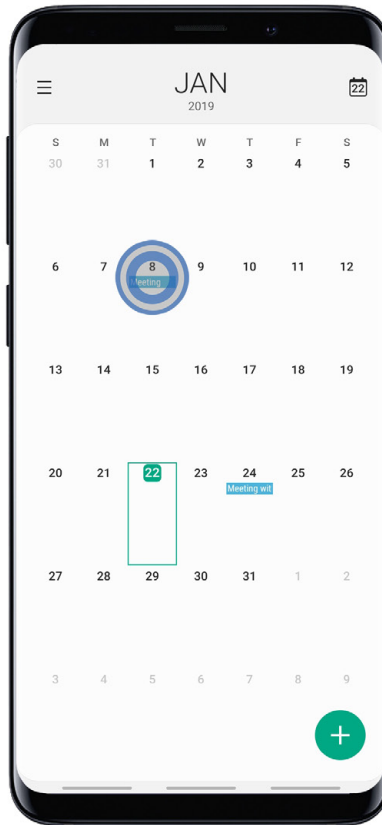 JAN
22
2019
S M T W T F S
30 31 1 2 3 4 5
6 7 8 9 10 11 12
Meeting
13 14 15 16 17 18 19
20 21 22 23 24 25 26
Meeting wit
27 28 29 30 31 1 2
3 4 5 6 7 8 9